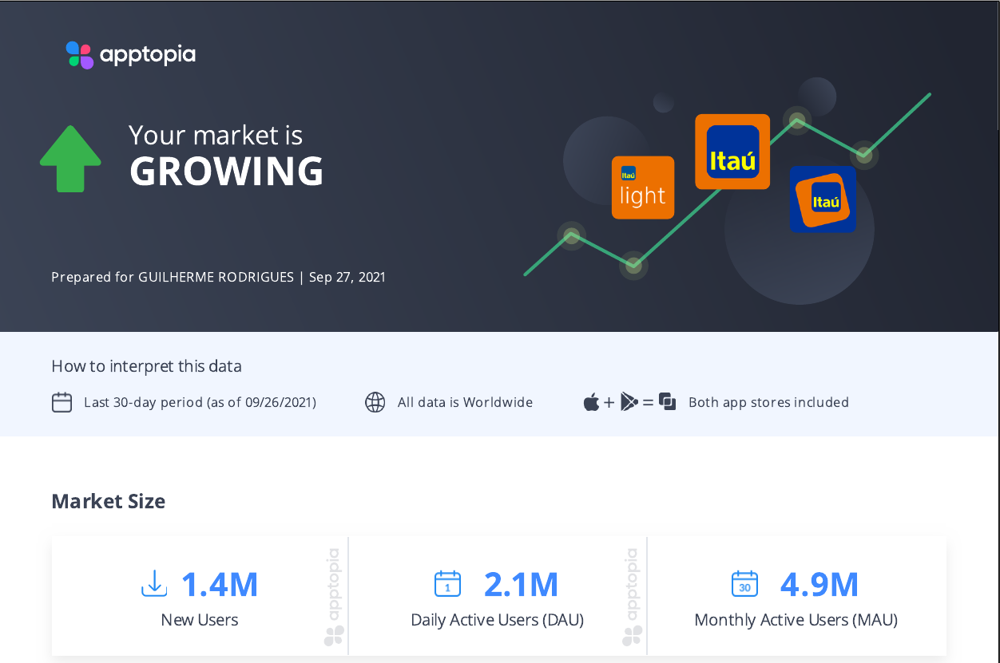 apptopia
Your market is
GROWING
Itaú
light
Itaú
Itaú
Prepared for GUILHERME RODRIGUES | Sep 27, 2021
How to interpret this data
Last 30-day period (as of 09/26/2021)
All data is Worldwide
+ = Both app stores included
Market Size
1.4M
New Users
apptopia
1
2.1M
Daily Active Users (DAU)
apptopia
30
4.9M
Monthly Active Users (MAU)